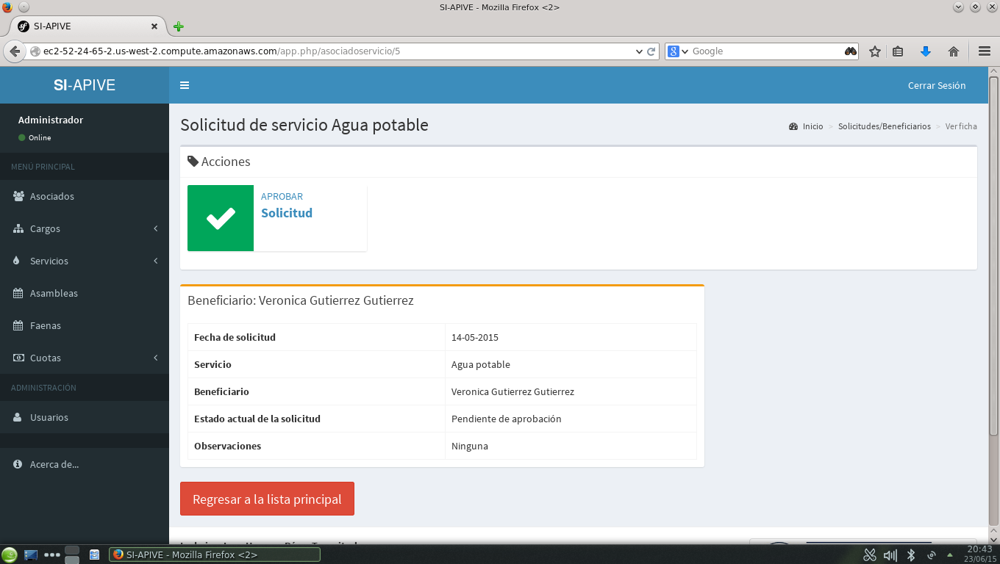 SI-APIVE - Mozilla Firefox <2>
SI-APIVE
ec2-52-24-65-2.us-west-2.compute.amazonaws.com/app.php/asociadoservicio/5
Google
SI-APIVE
Cerrar Sesión
Administrador
Online
MENÚ PRINCIPAL
Asociados
Cargos
Servicios
Asambleas
Faenas
Cuotas
ADMINISTRACIÓN
Usuarios
Acerca de...
Solicitud de servicio Agua potable
Inicio > Solicitudes/Beneficiarios > Ver ficha
Acciones
APROBAR
Solicitud
Beneficiario: Veronica Gutierrez Gutierrez
Fecha de solicitud 14-05-2015
Servicio Agua potable
Beneficiario Veronica Gutierrez Gutierrez
Estado actual de la solicitud Pendiente de aprobación
Observaciones Ninguna
Regresar a la lista principal
SI-APIVE - Mozilla Firefox <2>
20:43
23/06/15